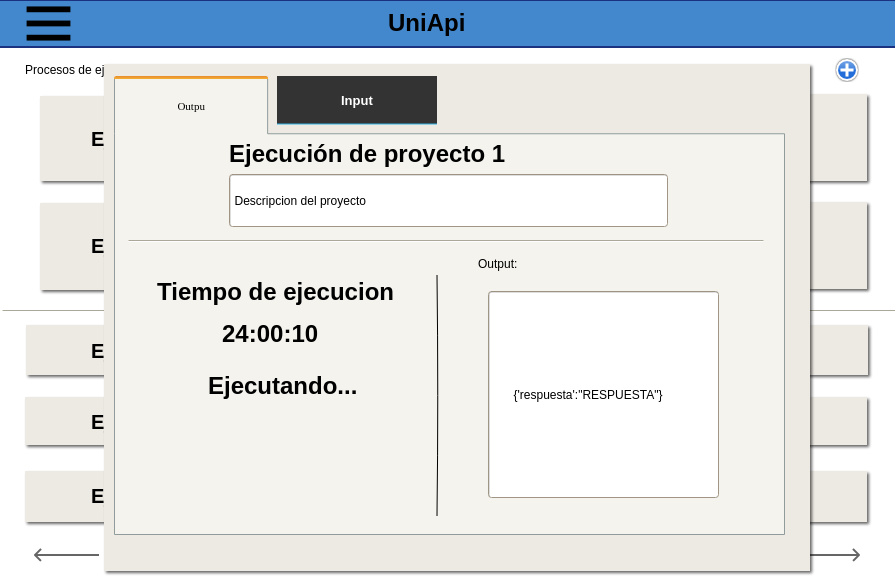 UniApi
Procesos de ej
Outpu
Input
E
Ejecución de proyecto 1
Descripcion del proyecto
E
Output:
Tiempo de ejecucion
24:00:10
E
Ejecutando...
{'respuesta':"RESPUESTA"}
E
E